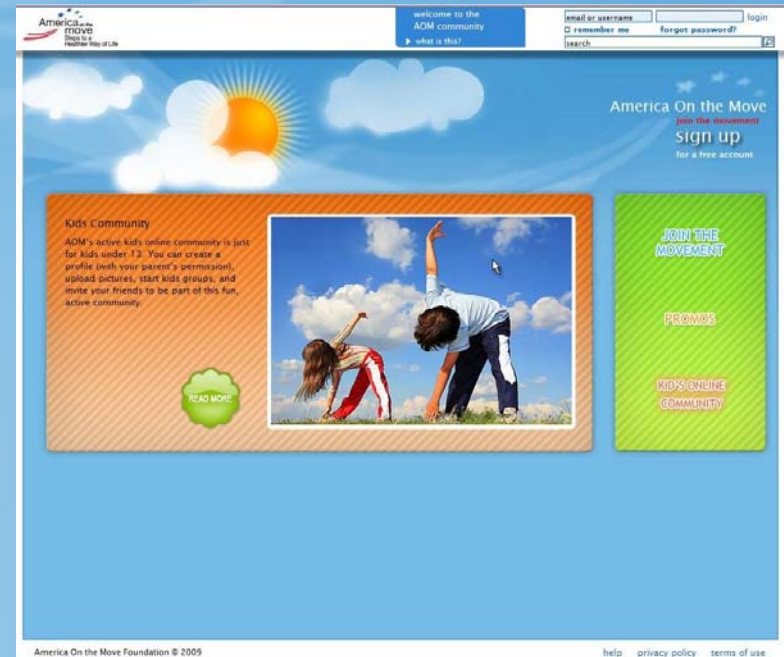 America on the
move
Steps to a
Healthier Way of Life
welcome to the
AOM community
what is this?
email or username
login
remember me
forgot password?
search
America On the Move
join the movement
sign up
for a free account
Kids Community
AOM's active kids online community is just
for kids under 13. You can create a
profile (with your parent's permission),
upload pictures, start kids groups, and
invite your friends to be part of this fun,
active community.
READ MORE
JOIN THE
MOVEMENT
PROMOS
KID'S ONLINE
COMMUNITY
America On the Move Foundation © 2009
help privacy policy terms of use